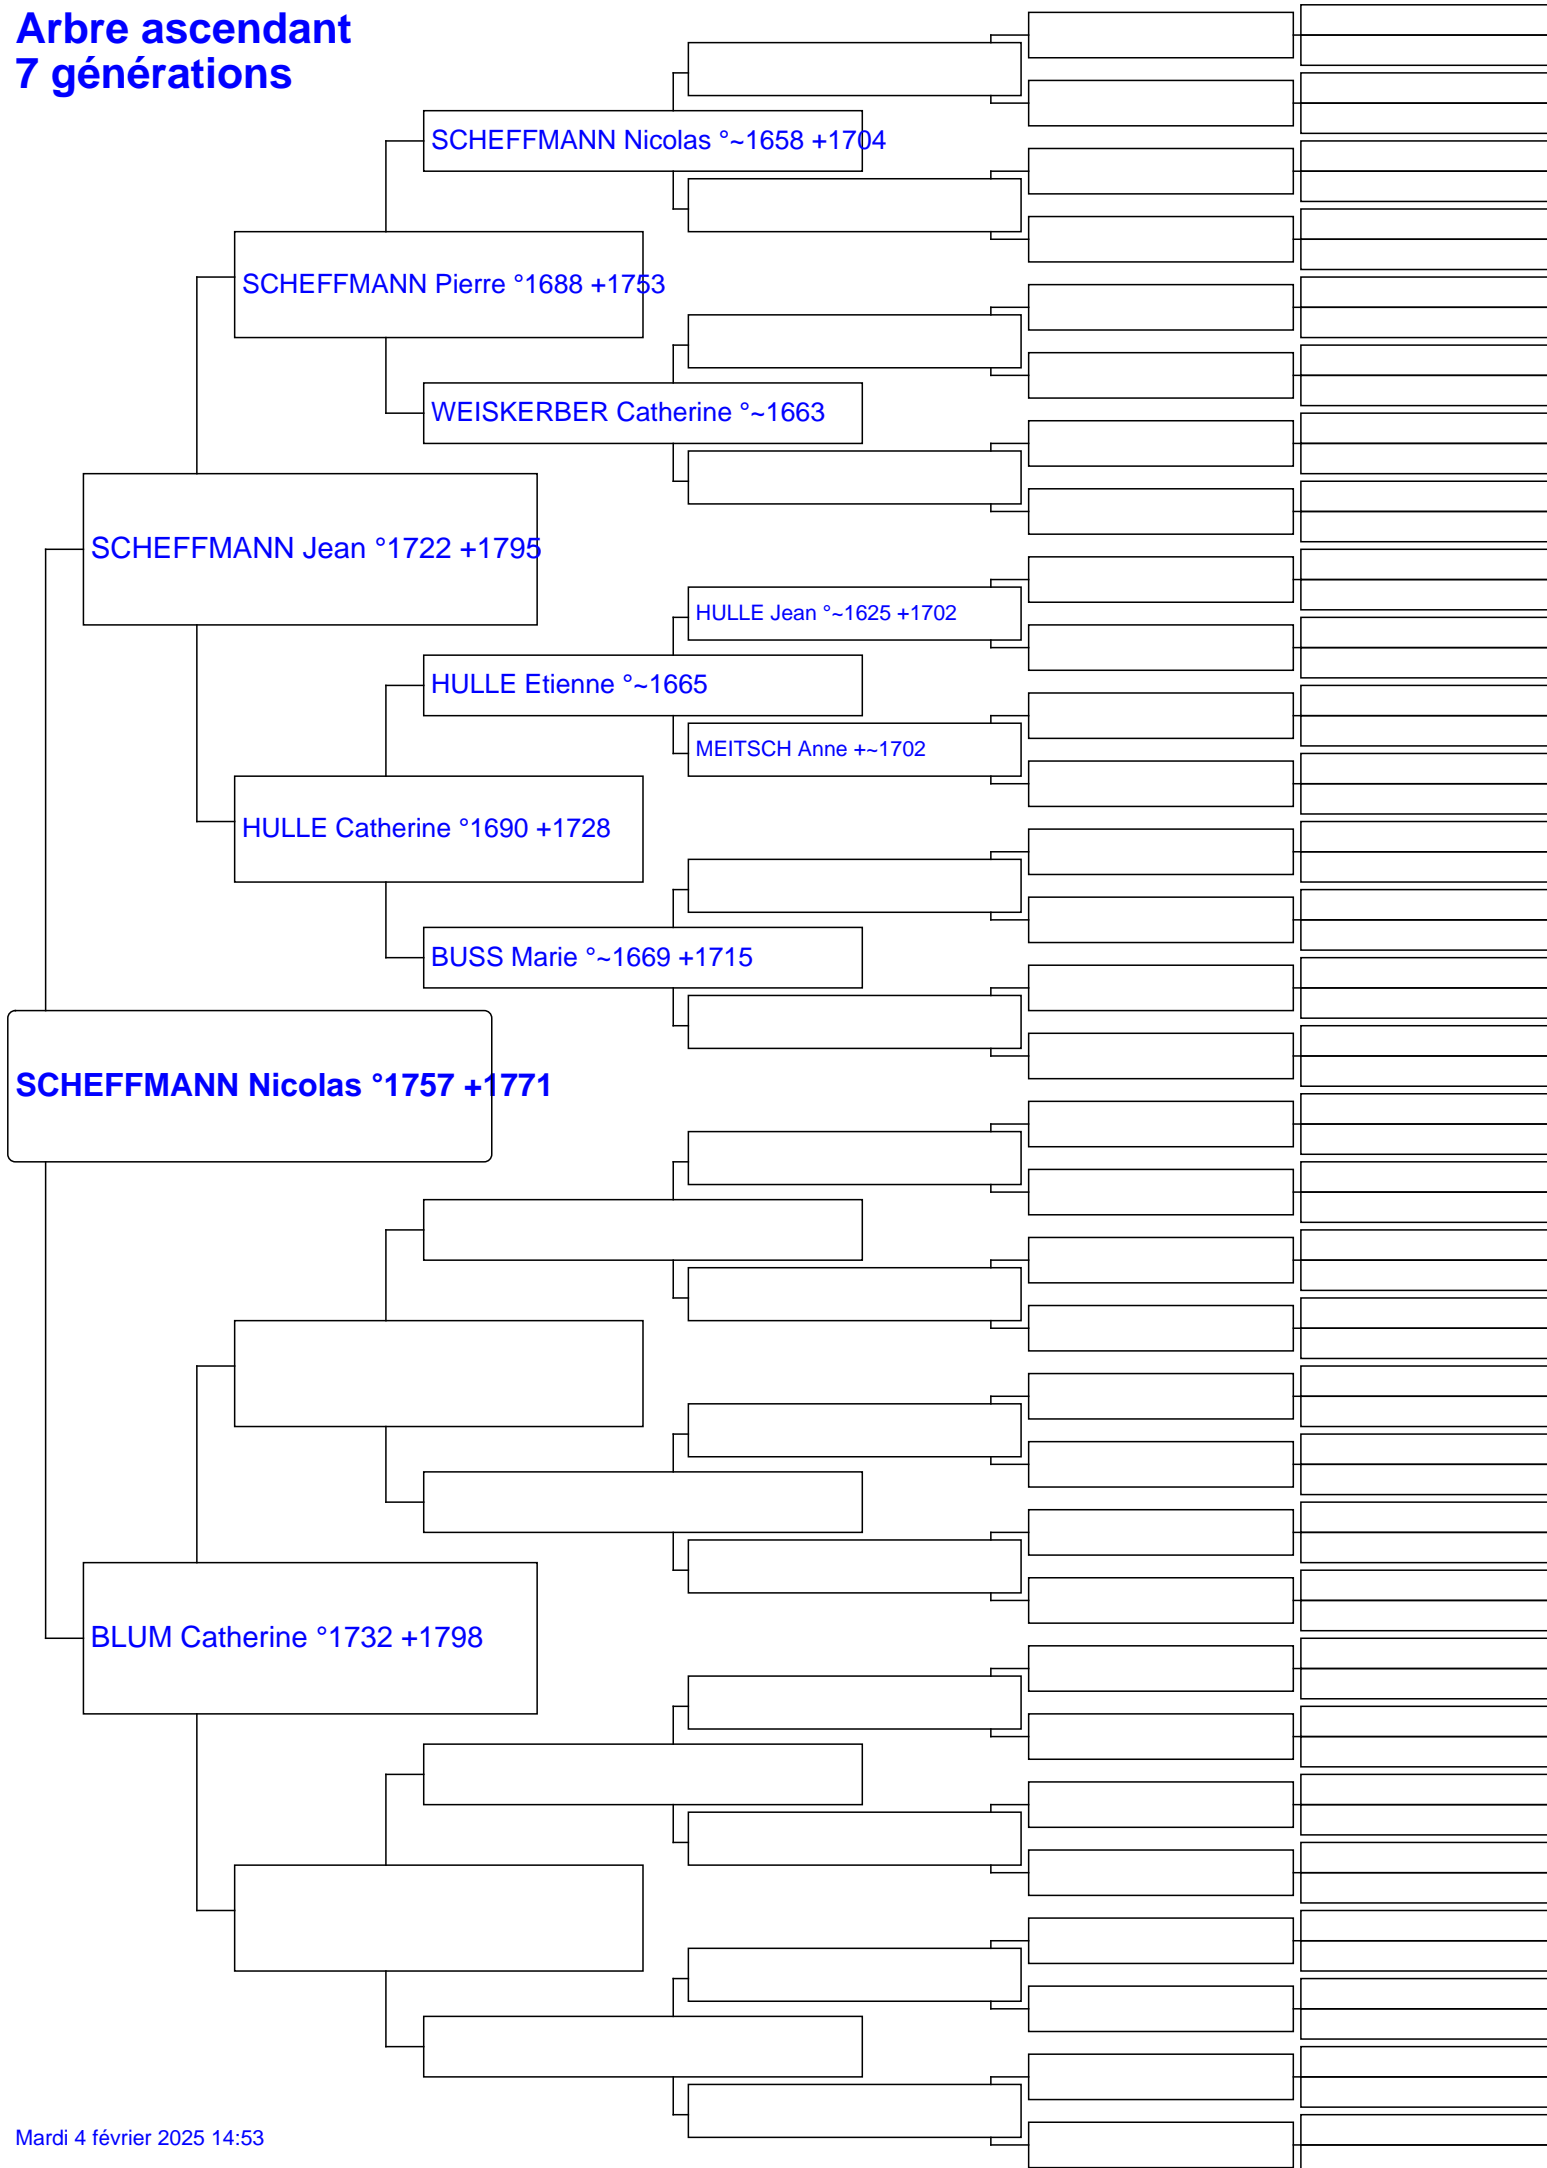 Arbre ascendant
7 générations
SCHEFFMANN Nicolas °~1658 +1704
SCHEFFMANN Pierre °1688 +1753
WEISKERBER Catherine °~1663
SCHEFFMANN Jean °1722 +1795
HULLE Jean °~1625 +1702
HULLE Etienne °~1665
MEITSCH Anne +~1702
HULLE Catherine °1690 +1728
BUSS Marie °~1669 +1715
SCHEFFMANN Nicolas °1757 +1771
BLUM Catherine °1732 +1798
Mardi 4 février 2025 14:53